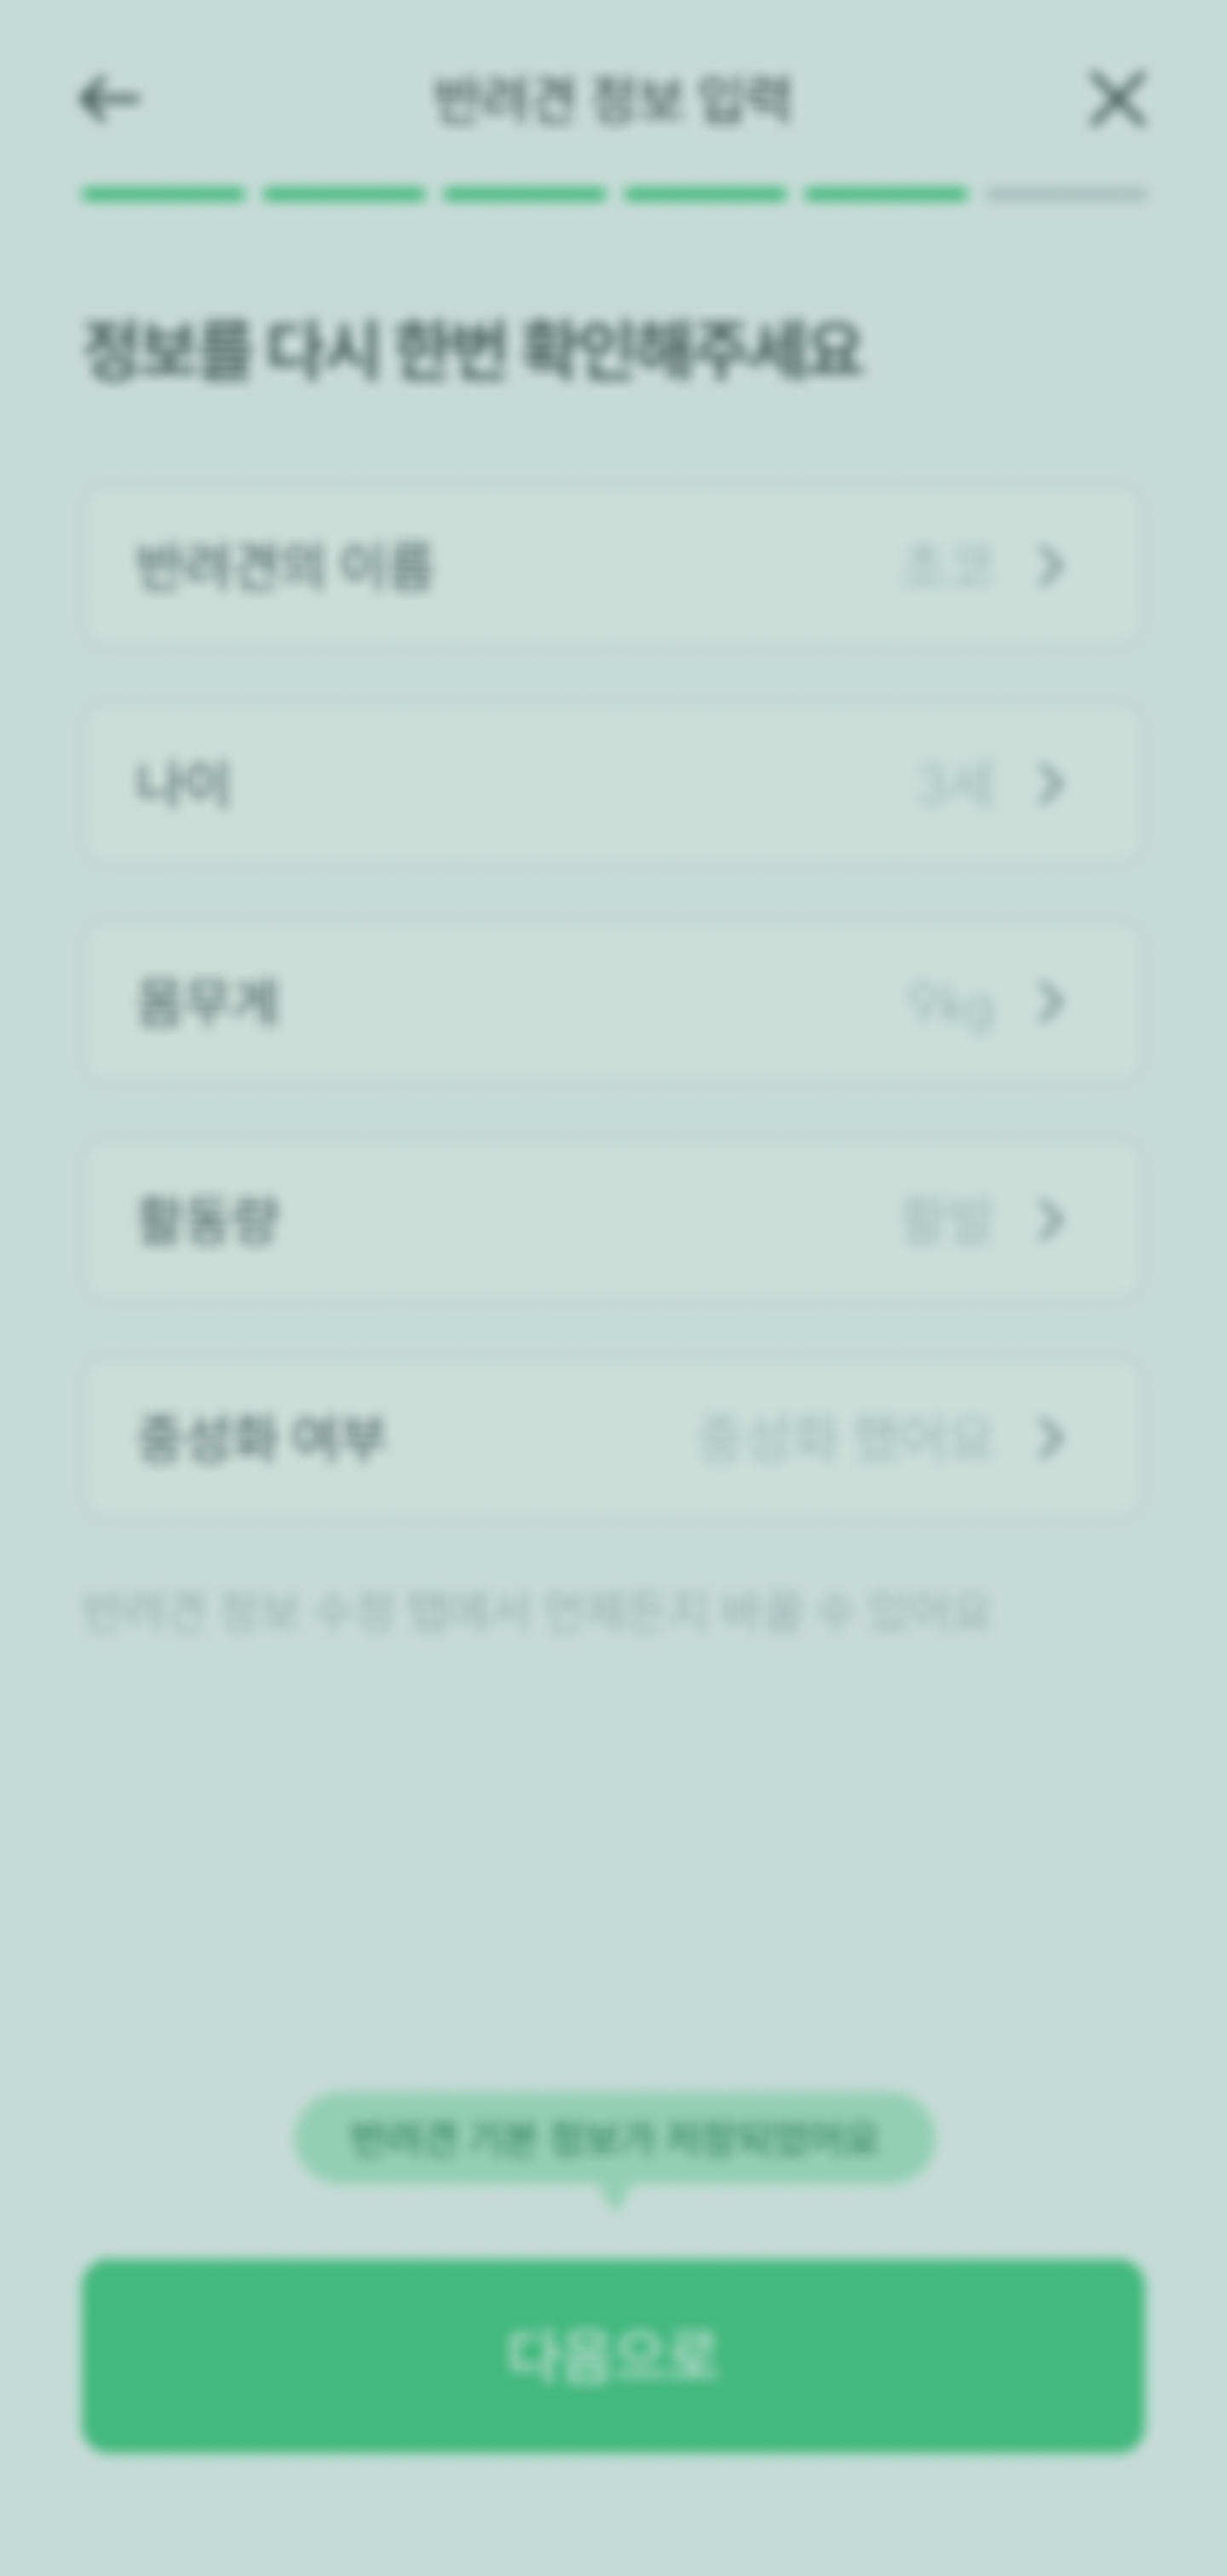 반려견 정보 입력
정보를 다시 한번 확인해주세요
반려견의 이름 초코
나이 3세
몸무게 9kg
활동량 활발
중성화 여부 중성화 했어요
반려견 정보 수정 탭에서 언제든지 바꿀 수 있어요
반려견 기본 정보가 저장되었어요
다음으로